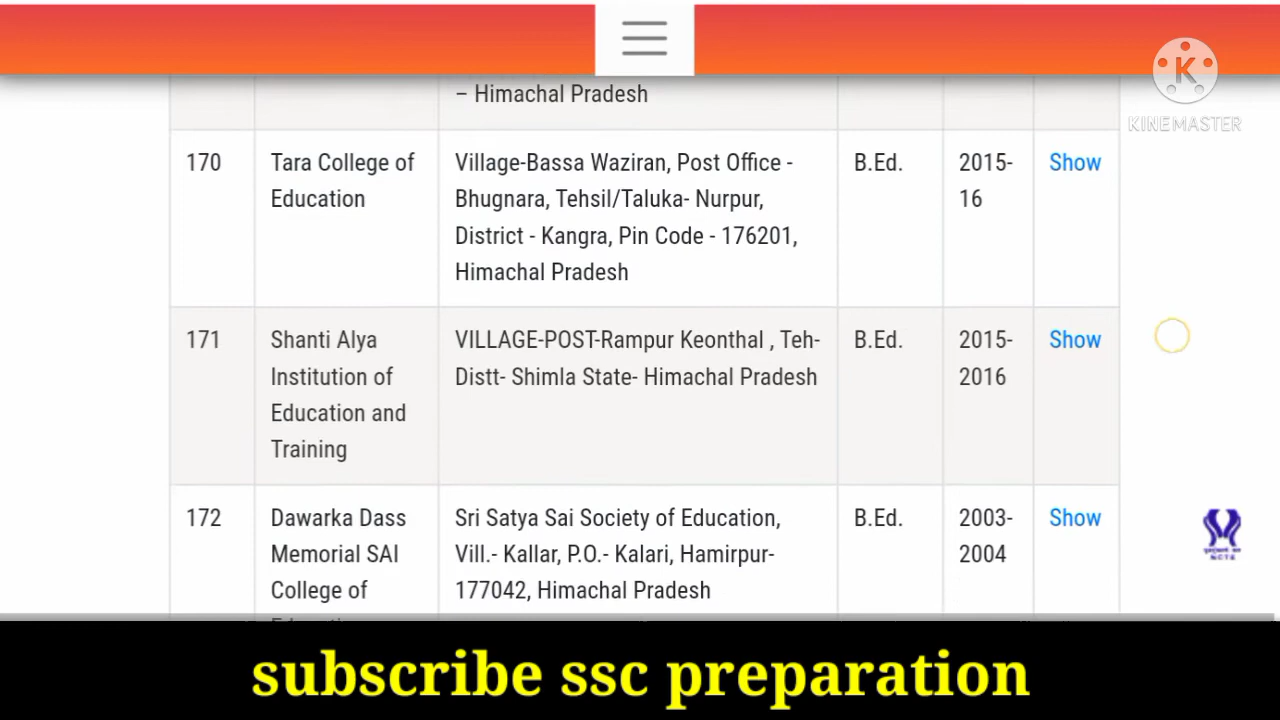 K
KINEMASTER
– Himachal Pradesh
170 Tara College of Village-Bassa Waziran, Post Office - B.Ed. 2015- Show
Education Bhugnara, Tehsil/Taluka- Nurpur, 16
District - Kangra, Pin Code - 176201,
Himachal Pradesh
171 Shanti Alya VILLAGE-POST-Rampur Keonthal , Teh- B.Ed. 2015- Show
Institution of Distt- Shimla State- Himachal Pradesh 2016
Education and
Training
172 Dawarka Dass Sri Satya Sai Society of Education, B.Ed. 2003- Show
Memorial SAI Vill.- Kallar, P.O.- Kalari, Hamirpur- 2004
College of 177042, Himachal Pradesh
NCTE
subscribe ssc preparation